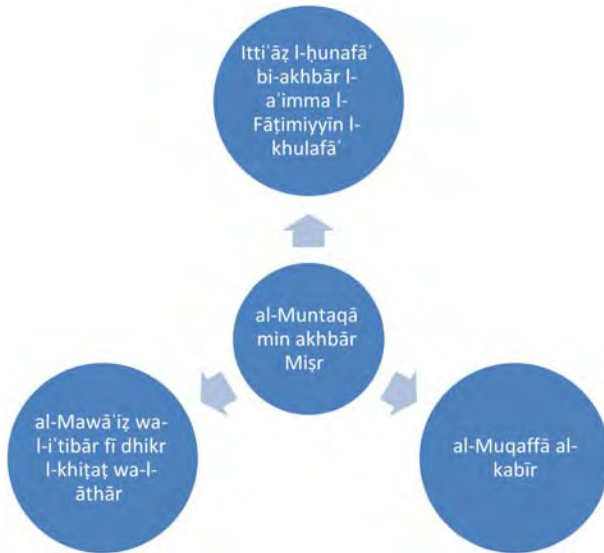 Ittiʿāẓ l-ḥunafāʾ
bi-akhbār l-
aʾimma l-
Fāṭimiyyīn l-
khulafāʾ
al-Muntaqā
min akhbār
Miṣr
al-Mawāʿiẓ wa-
l-iʿtibār fī dhikr
l-khiṭaṭ wa-l-
āthār
al-Muqaffā al-
kabīr